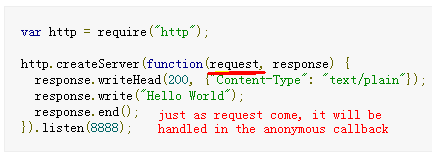 var http = require("http");
http.createServer(function(request, response) {
response.writeHead(200, {"Content-Type": "text/plain"});
response.write("Hello World");
response.end();
just as request come, it will be
}).listen(8888);
handled in the anonymous callback